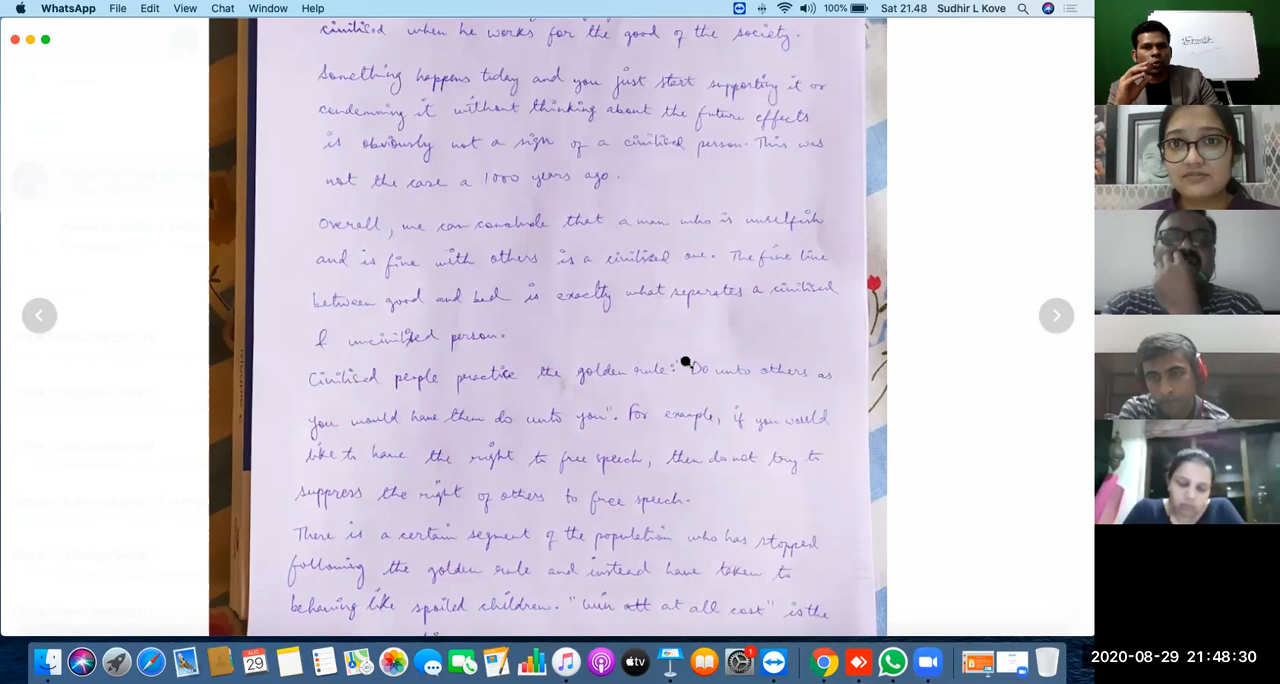 WhatsApp File Edit View Chat Window Help 100% Sat 21.48 Sudhir L Kove
civilised when he works for the good of the society.
Something happens today and you just start supporting it or
condemning it without thinking about the future effects
is obviously not a sign of a civilised person. This was
not the case a 1000 years ago.
Overall, we can conclude that a man who is unselfish
and is fine with others is a civilized one. The fine line
between good and bad is exactly what separates a civilised
& uncivilized person.
Civilised people practice the golden rule: "Do unto others as
you would have them do unto you". For example, if you would
like to have the right to free speech, then do not try to
suppress the right of others to free speech.
There is a certain segment of the population who has stopped
following the golden rule and instead have taken to
behaving like spoiled children. "Win at all cost" is the
AUG
29
tv
1
2020-08-29 21:48:30